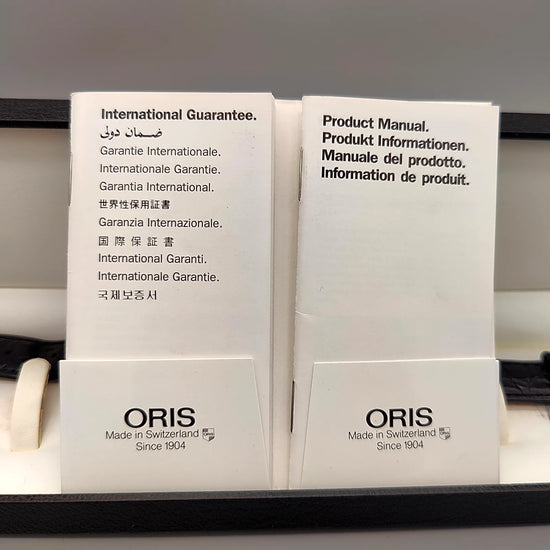 International Guarantee.
ضمان دولى
Garantie Internationale.
Internationale Garantie.
Garantia International.
世界性保用証書
Garanzia Internazionale.
国際保証書
International Garanti.
Internationale Garantie.
국제보증서
Product Manual.
Produkt Informationen.
Manuale del prodotto.
Information de produit.
ORIS
Made in Switzerland
Since 1904
ORIS
Made in Switzerland
Since 1904